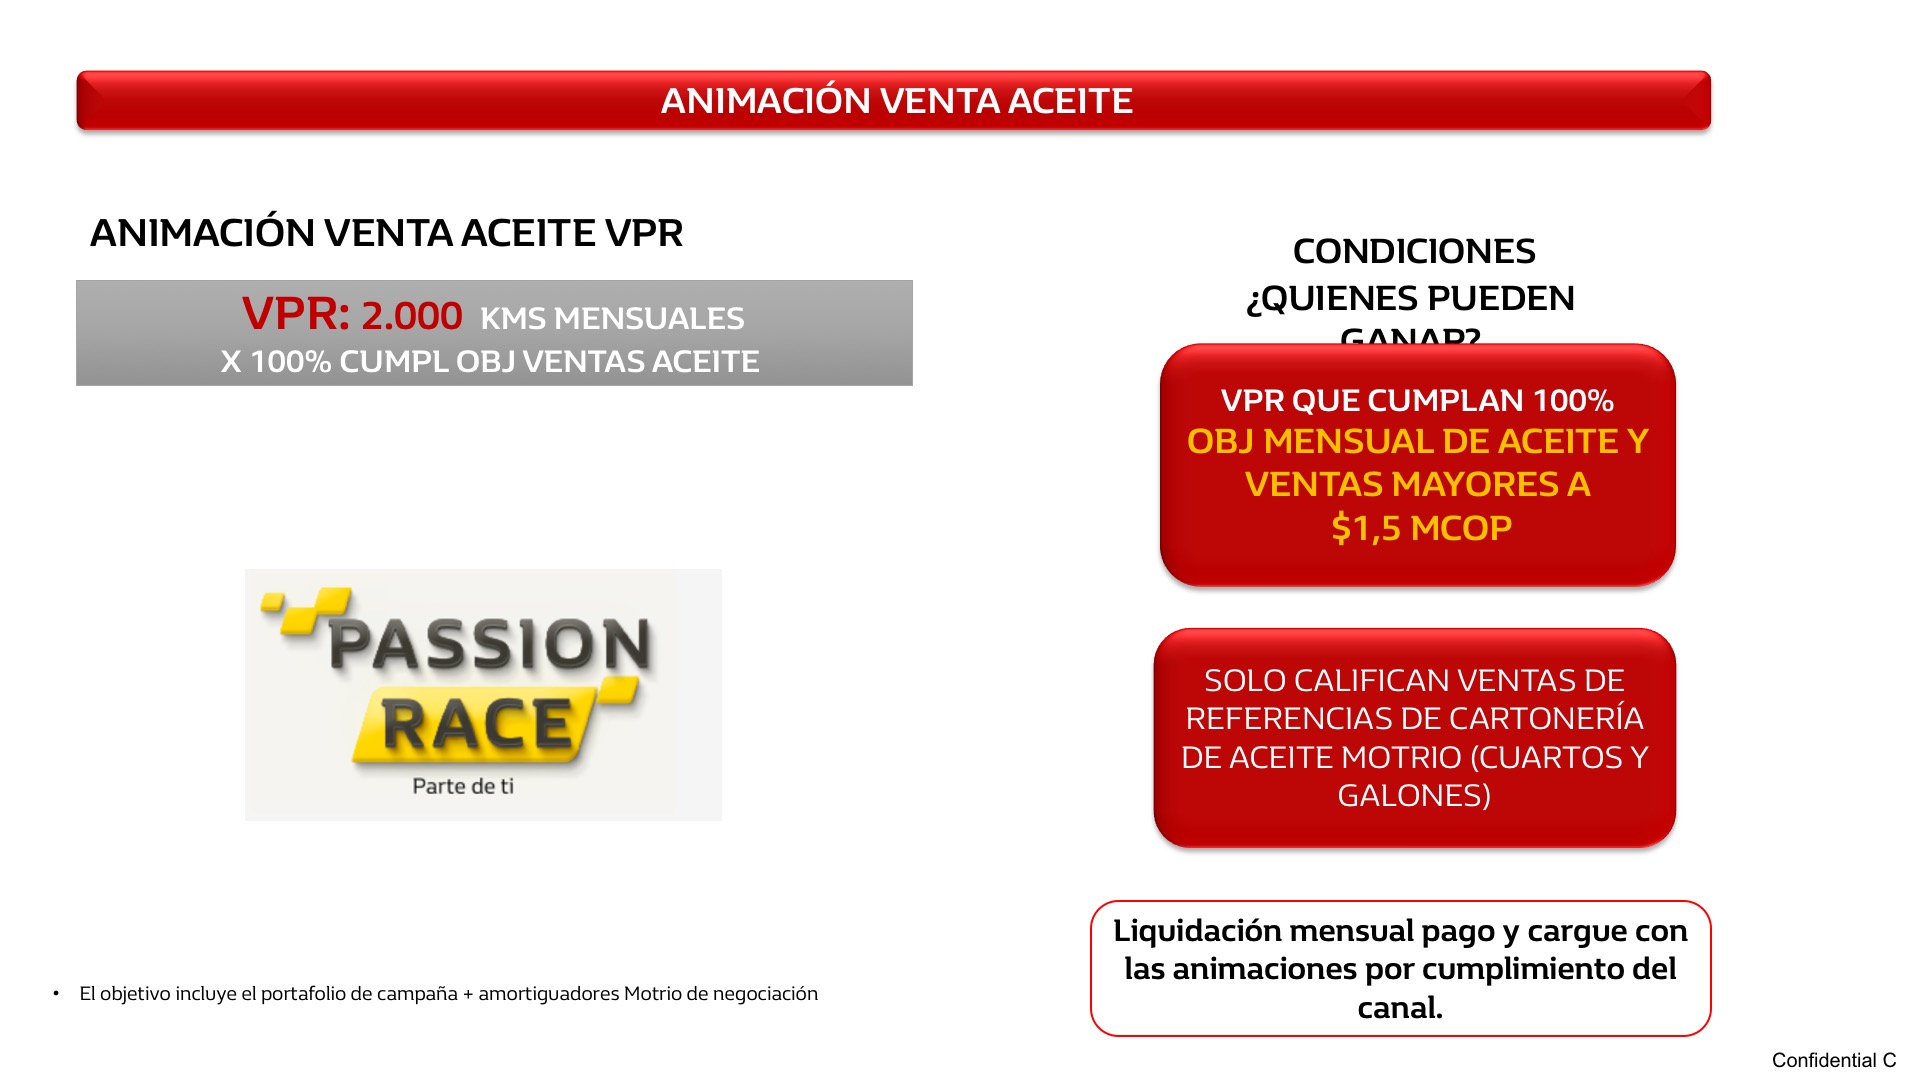 ANIMACIÓN VENTA ACEITE
ANIMACIÓN VENTA ACEITE VPR
VPR: 2.000 KMS MENSUALES
X 100% CUMPL OBJ VENTAS ACEITE
CONDICIONES
¿QUIENES PUEDEN
GANAR?
VPR QUE CUMPLAN 100%
OBJ MENSUAL DE ACEITE Y
VENTAS MAYORES A
$1,5 MCOP
SOLO CALIFICAN VENTAS DE
REFERENCIAS DE CARTONERÍA
DE ACEITE MOTRIO (CUARTOS Y
GALONES)
PASSION
RACE
Parte de ti
Liquidación mensual pago y cargue con
las animaciones por cumplimiento del
canal.
• El objetivo incluye el portafolio de campaña + amortiguadores Motrio de negociación
Confidential C